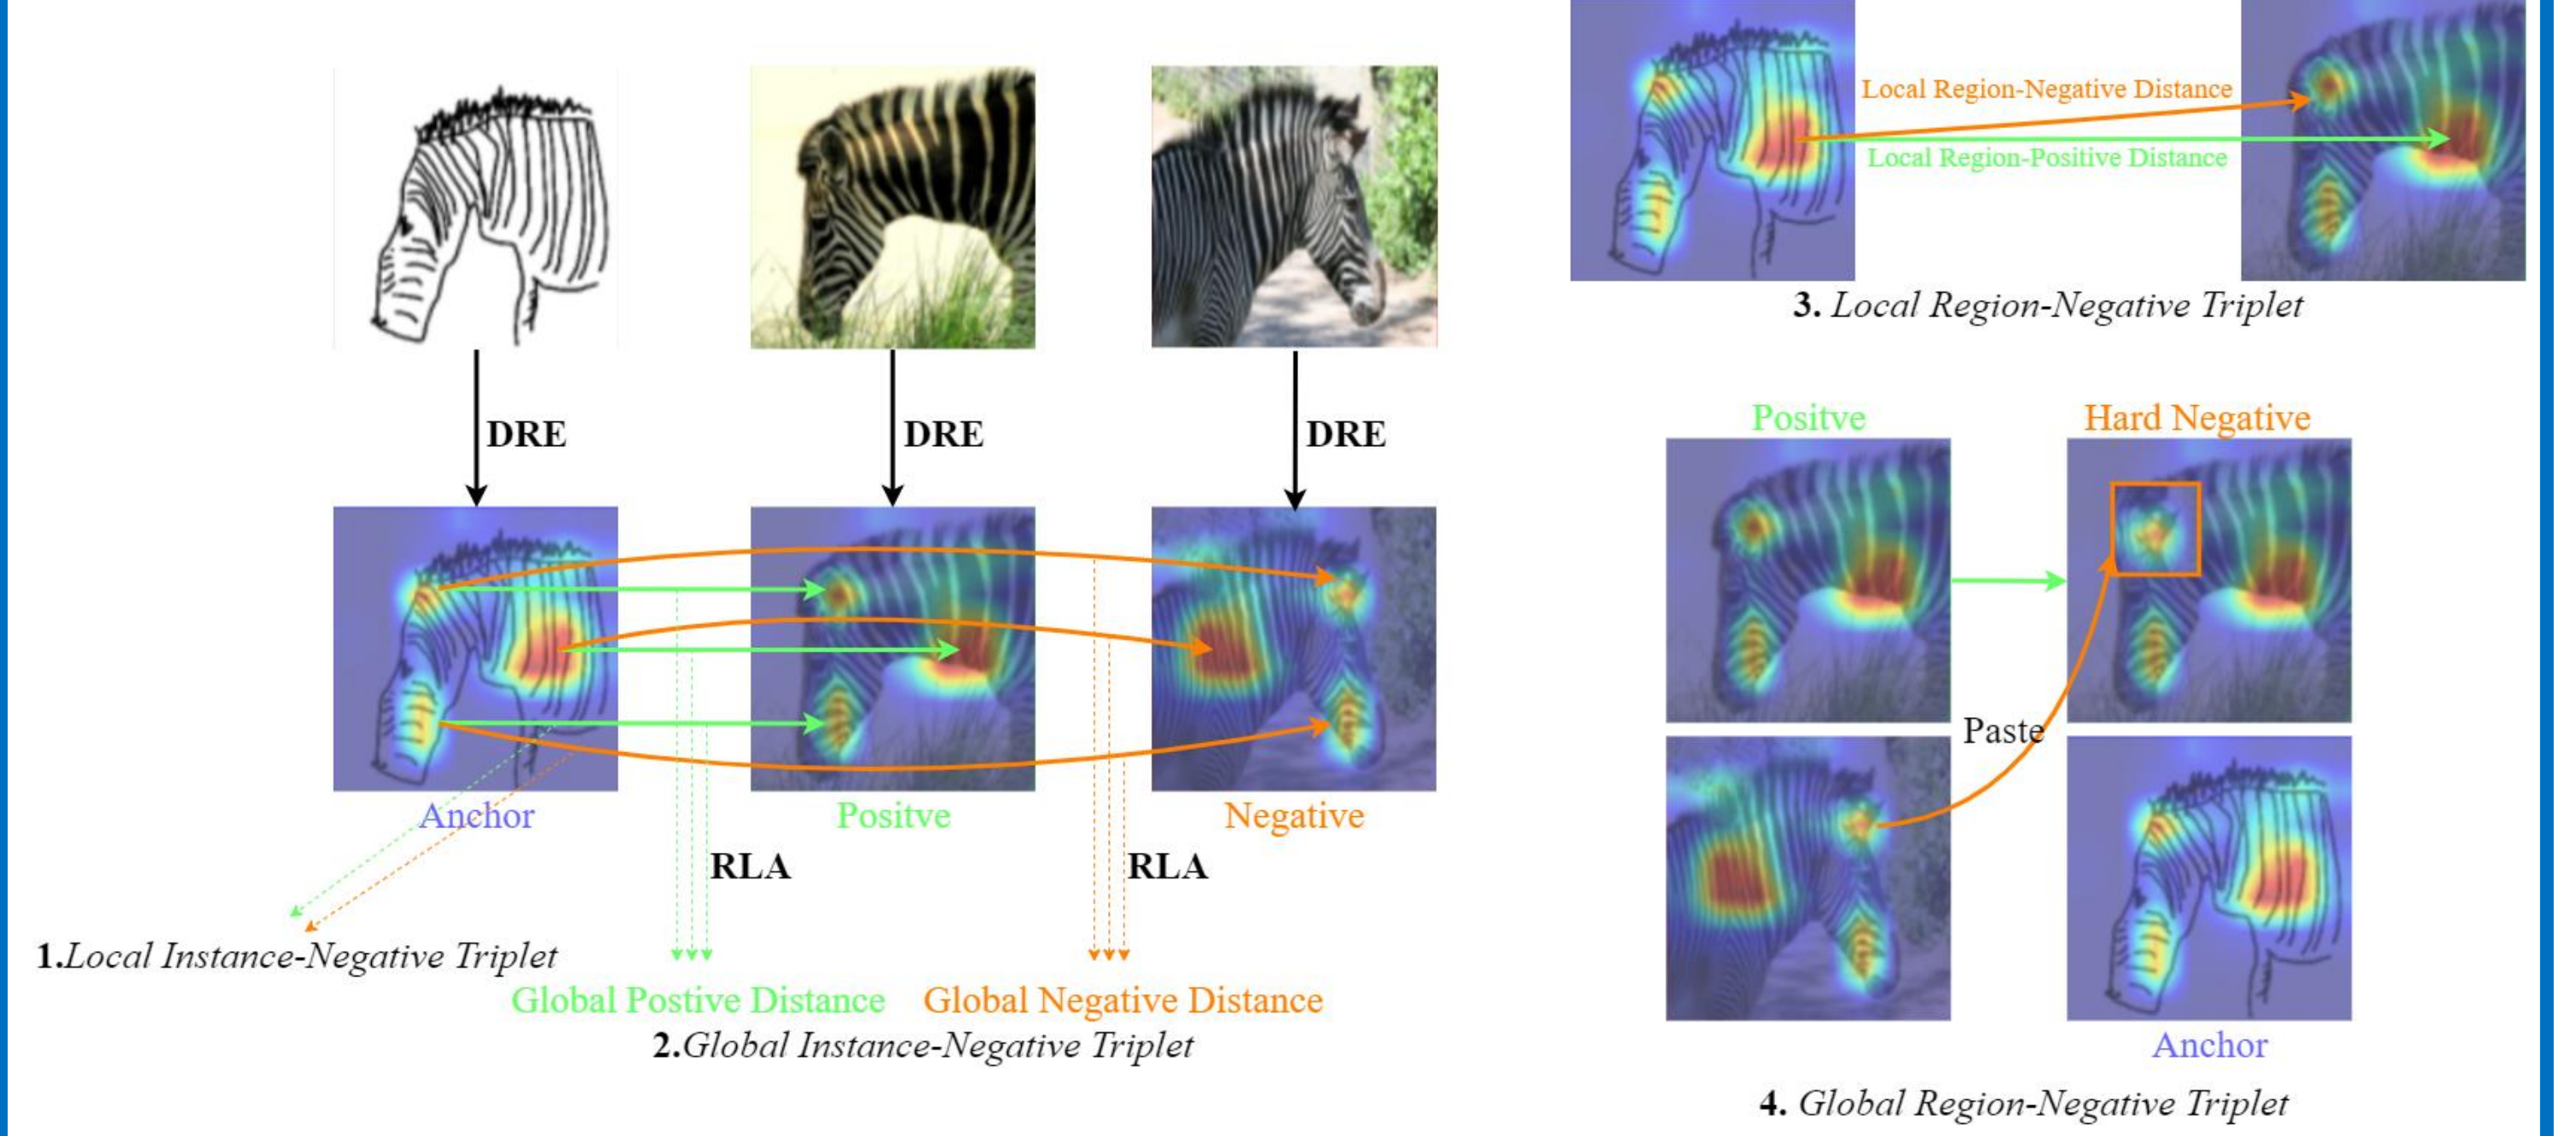 DRE
DRE
DRE
Anchor
Positve
Negative
RLA
RLA
1.Local Instance-Negative Triplet
Global Postive Distance
Global Negative Distance
2.Global Instance-Negative Triplet
Local Region-Negative Distance
Local Region-Positive Distance
3. Local Region-Negative Triplet
Positve
Hard Negative
Paste
Anchor
4. Global Region-Negative Triplet